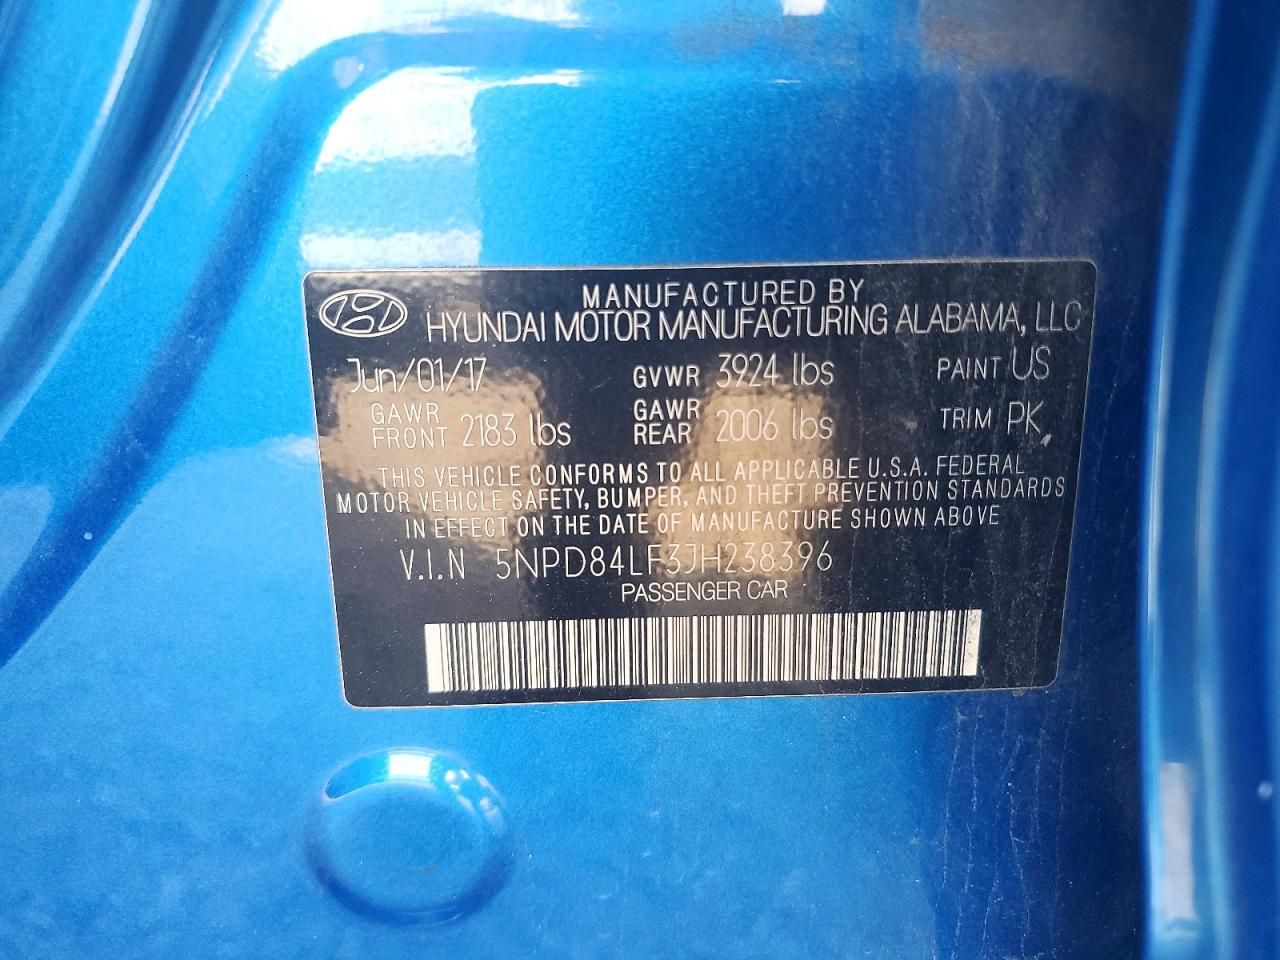 MANUFACTURED BY
HYUNDAI MOTOR MANUFACTURING ALABAMA, LLC
Jun/01/17 GVWR 3924 lbs PAINT US
GAWR FRONT 2183 lbs GAWR REAR 2006 lbs TRIM PK
THIS VEHICLE CONFORMS TO ALL APPLICABLE U.S.A. FEDERAL
MOTOR VEHICLE SAFETY, BUMPER, AND THEFT PREVENTION STANDARDS
IN EFFECT ON THE DATE OF MANUFACTURE SHOWN ABOVE
V.I.N 5NPD84LF3JH238396
PASSENGER CAR